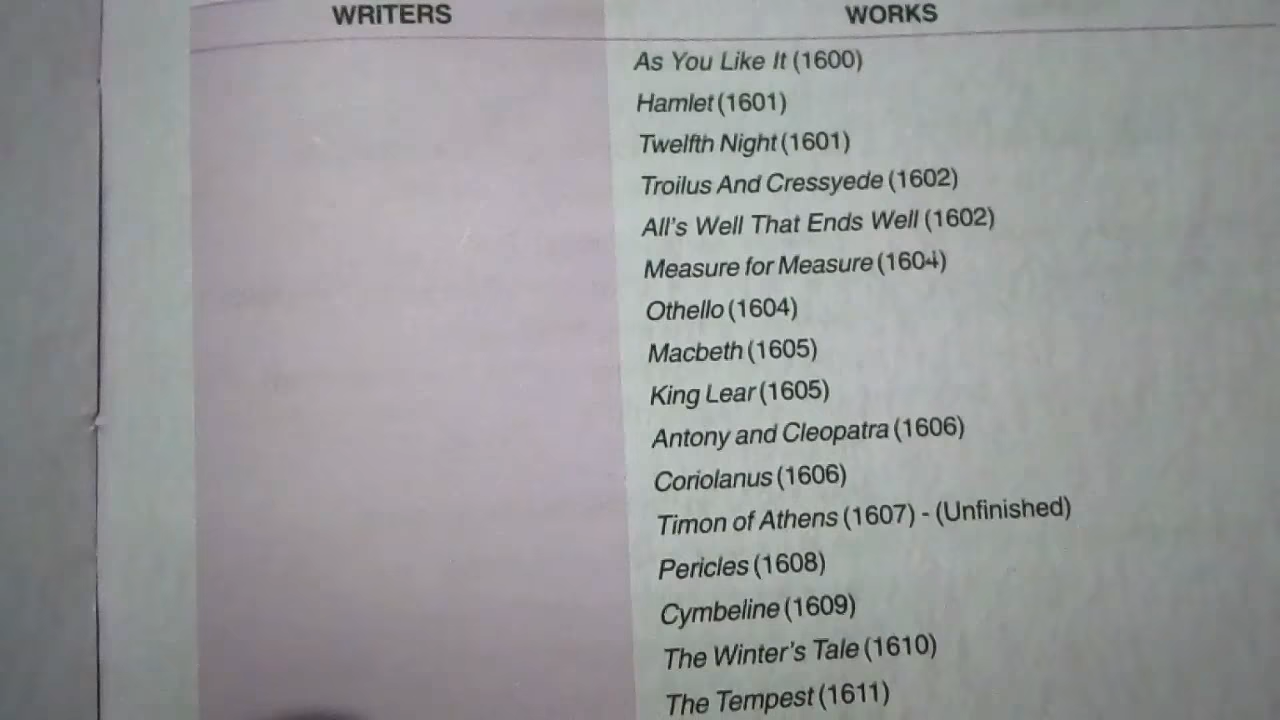 WRITERS WORKS
As You Like It (1600)
Hamlet (1601)
Twelfth Night (1601)
Troilus And Cressyede (1602)
All's Well That Ends Well (1602)
Measure for Measure (1604)
Othello (1604)
Macbeth (1605)
King Lear (1605)
Antony and Cleopatra (1606)
Coriolanus (1606)
Timon of Athens (1607) - (Unfinished)
Pericles (1608)
Cymbeline (1609)
The Winter's Tale (1610)
The Tempest (1611)